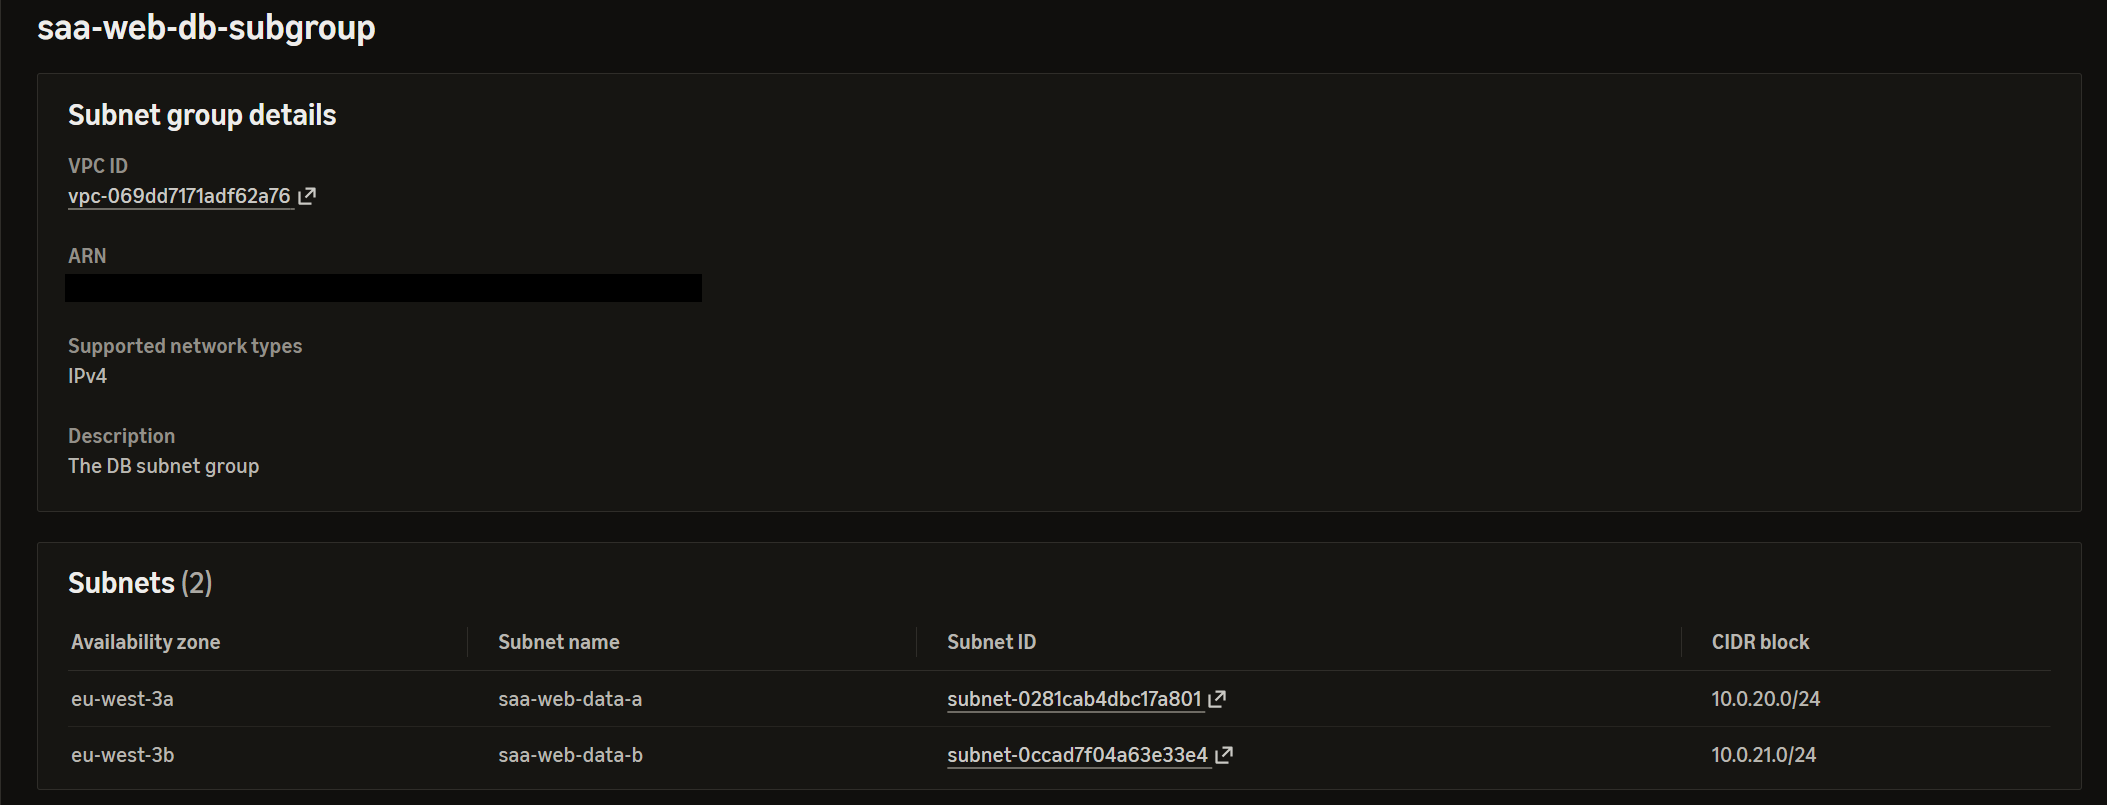 saa-web-db-subgroup
Subnet group details
VPC ID
vpc-069dd7171adf62a76
ARN
Supported network types
IPv4
Description
The DB subnet group
Subnets (2)
Availability zone Subnet name Subnet ID CIDR block
eu-west-3a saa-web-data-a subnet-0281cab4dbc17a801 10.0.20.0/24
eu-west-3b saa-web-data-b subnet-0ccad7f04a63e33e4 10.0.21.0/24